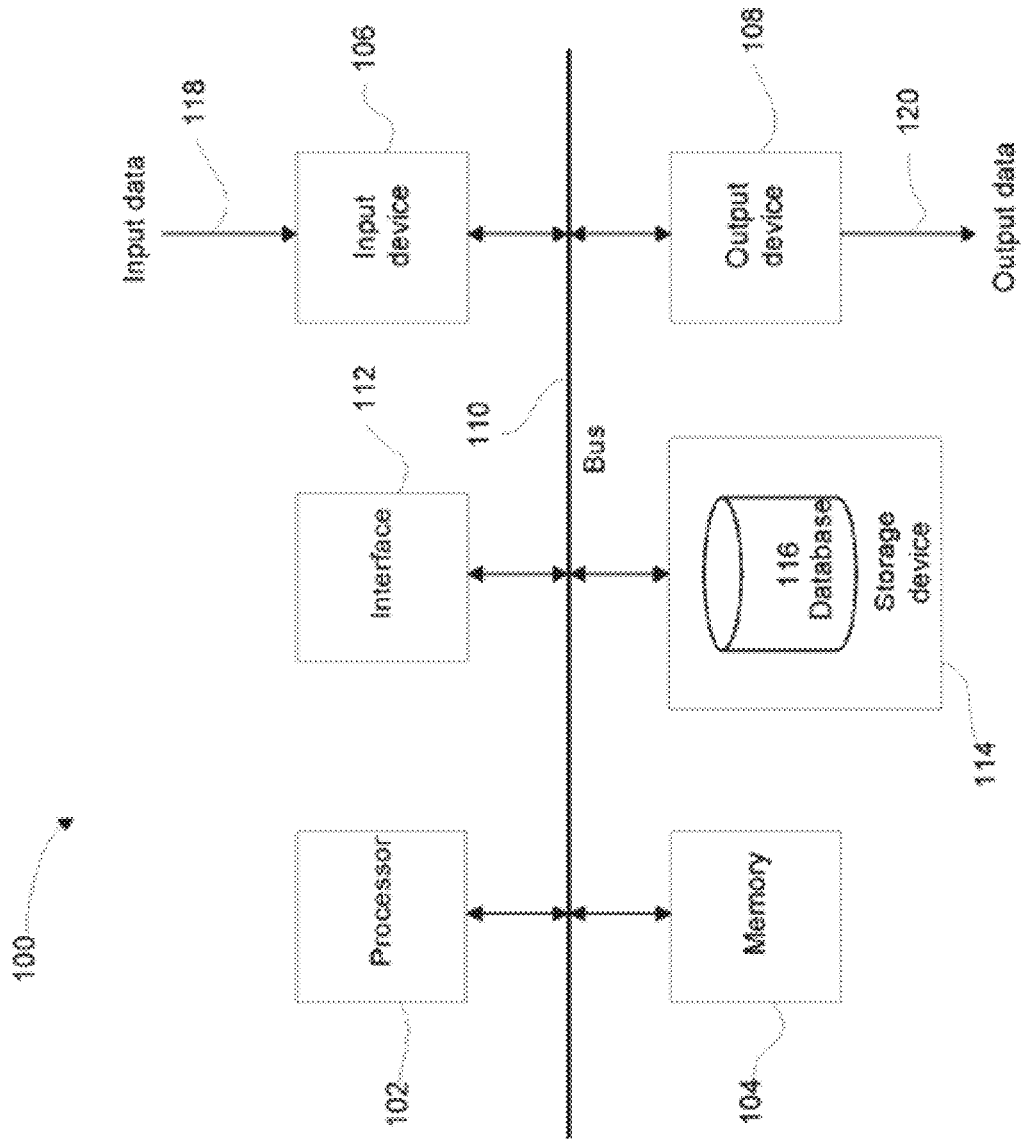 100
Input data
118
Processor
102
Interface
112
Input
device
106
110
Bus
Memory
104
116
Database
Storage
device
114
Output
device
108
120
Output data